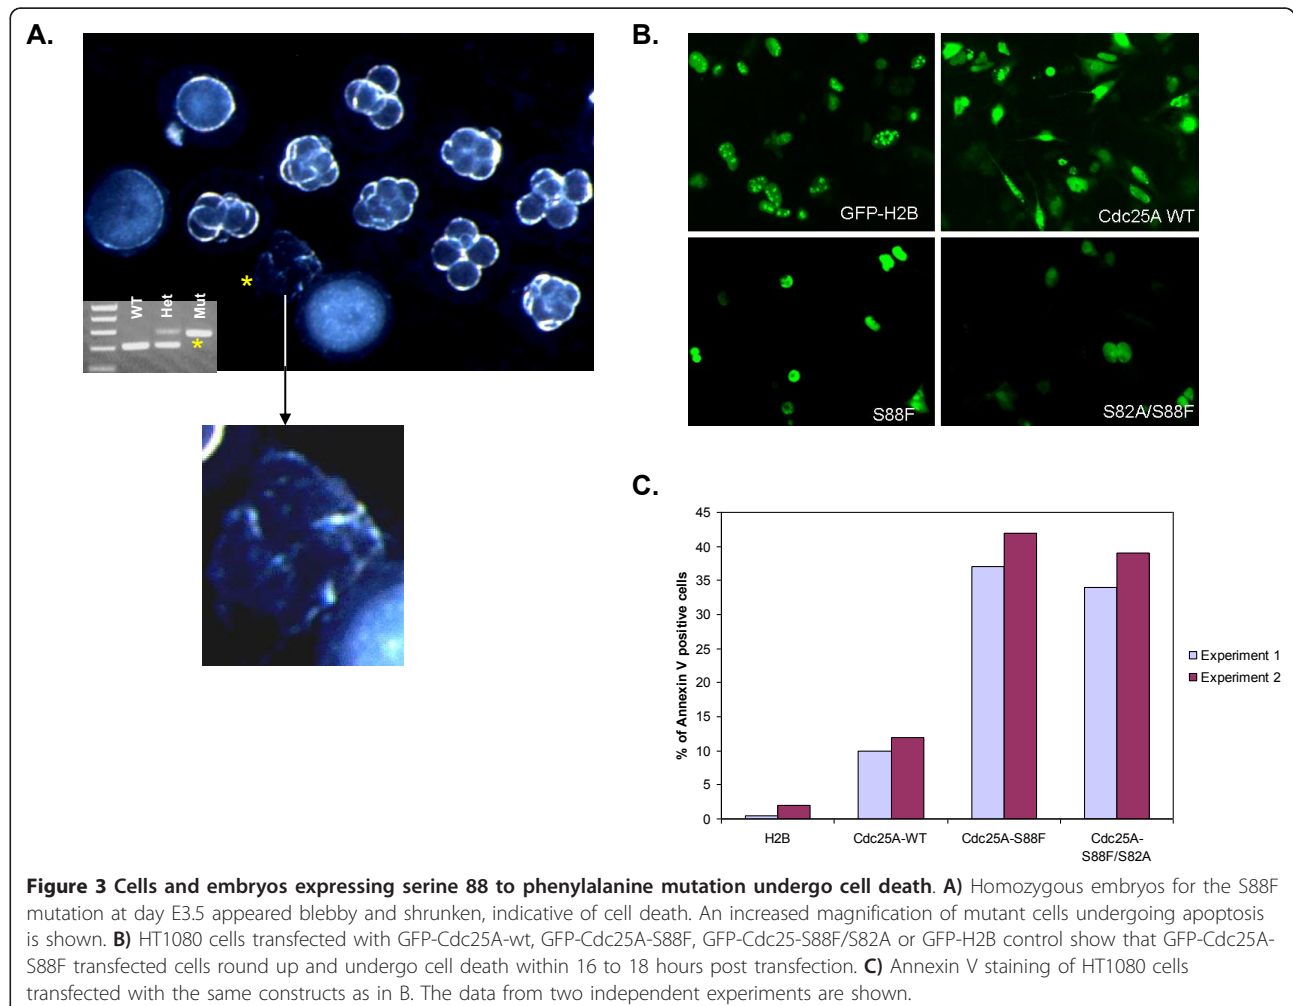 A.
WT
Het
Mut
*
*
B.
GFP-H2B
Cdc25A WT
S88F
S82A/S88F
C.
45
40
35
30
25
20
15
10
5
0
% of Annexin V positive cells
H2B
Cdc25A-WT
Cdc25A-S88F
Cdc25A-
S88F/S82A
Experiment 1
Experiment 2
Figure 3 Cells and embryos expressing serine 88 to phenylalanine mutation undergo cell death. A) Homozygous embryos for the S88F
mutation at day E3.5 appeared blebby and shrunken, indicative of cell death. An increased magnification of mutant cells undergoing apoptosis
is shown. B) HT1080 cells transfected with GFP-Cdc25A-wt, GFP-Cdc25A-S88F, GFP-Cdc25-S88F/S82A or GFP-H2B control show that GFP-Cdc25A-
S88F transfected cells round up and undergo cell death within 16 to 18 hours post transfection. C) Annexin V staining of HT1080 cells
transfected with the same constructs as in B. The data from two independent experiments are shown.